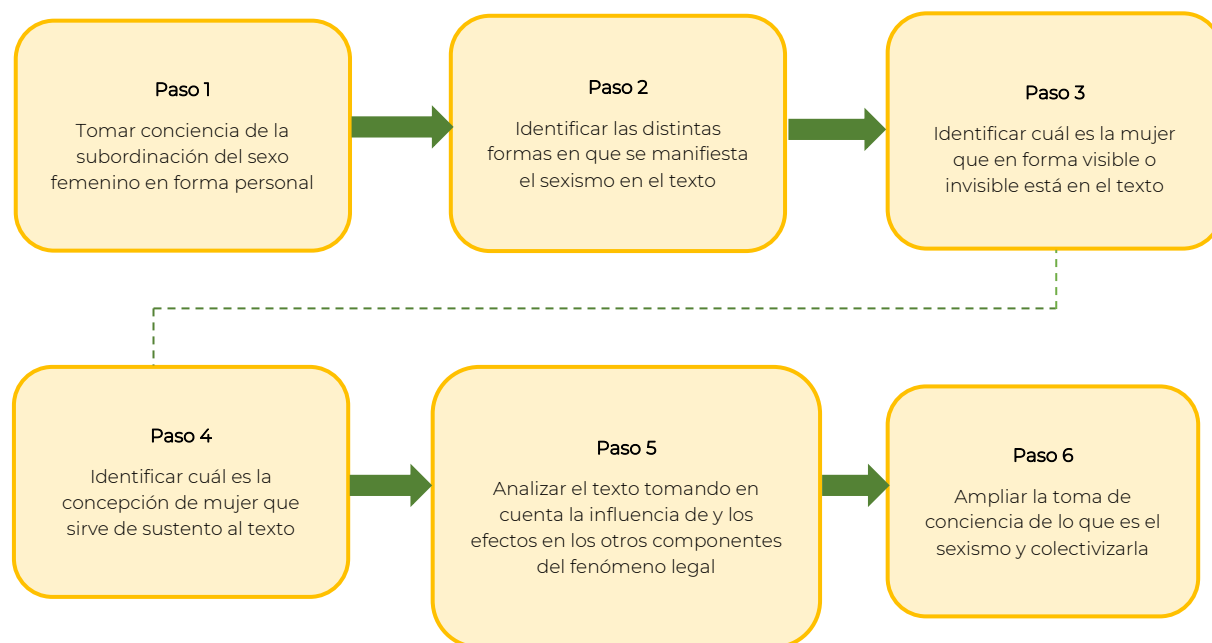 Paso 1
Tomar conciencia de la
subordinación del sexo
femenino en forma personal
Paso 2
Identificar las distintas
formas en que se manifiesta
el sexismo en el texto
Paso 3
Identificar cuál es la mujer
que en forma visible o
invisible está en el texto
Paso 4
Identificar cuál es la
concepción de mujer que
sirve de sustento al texto
Paso 5
Analizar el texto tomando en
cuenta la influencia de y los
efectos en los otros componentes
del fenómeno legal
Paso 6
Ampliar la toma de
conciencia de lo que es el
sexismo y colectivizarla